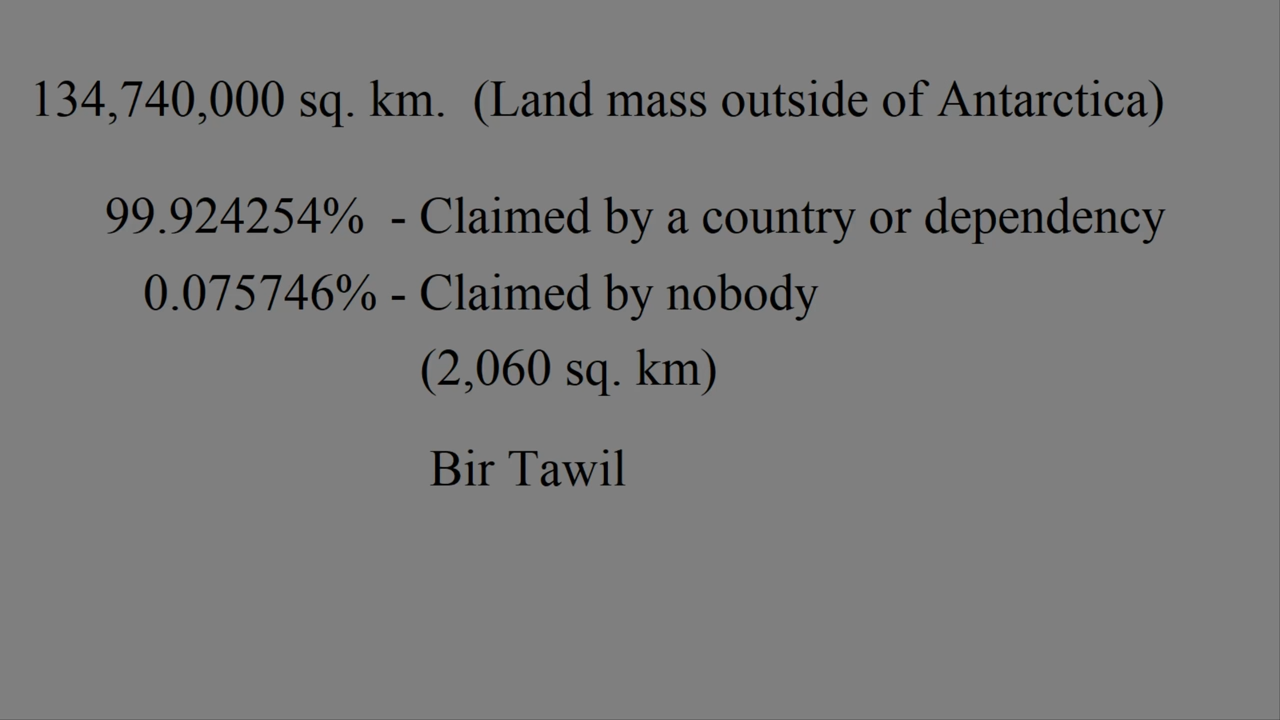 134,740,000 sq. km. (Land mass outside of Antarctica)
99.924254% - Claimed by a country or dependency
0.075746% - Claimed by nobody
(2,060 sq. km)
Bir Tawil